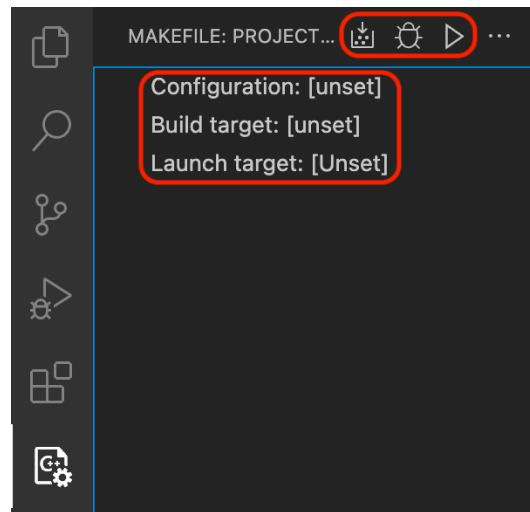 MAKEFILE: PROJECT...
Configuration: [unset]
Build target: [unset]
Launch target: [Unset]